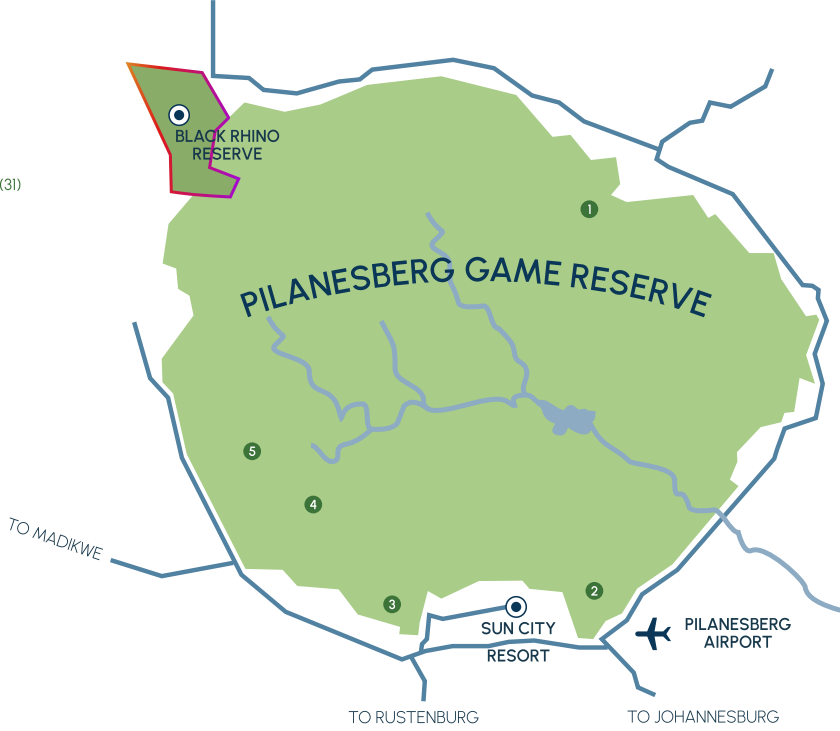 BLACK RHINO
RESERVE
(31)
1
PILANESBERG GAME RESERVE
5
4
TO MADIKWE
3
2
SUN CITY
RESORT
PILANESBERG
AIRPORT
TO RUSTENBURG
TO JOHANNESBURG